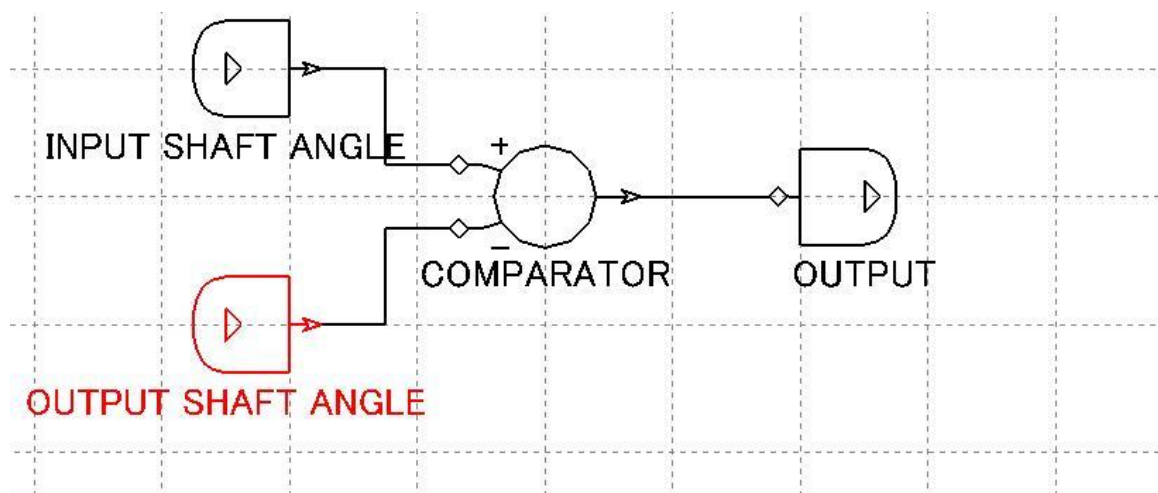 INPUT SHAFT ANGLE
+
−
COMPARATOR
OUTPUT
OUTPUT SHAFT ANGLE